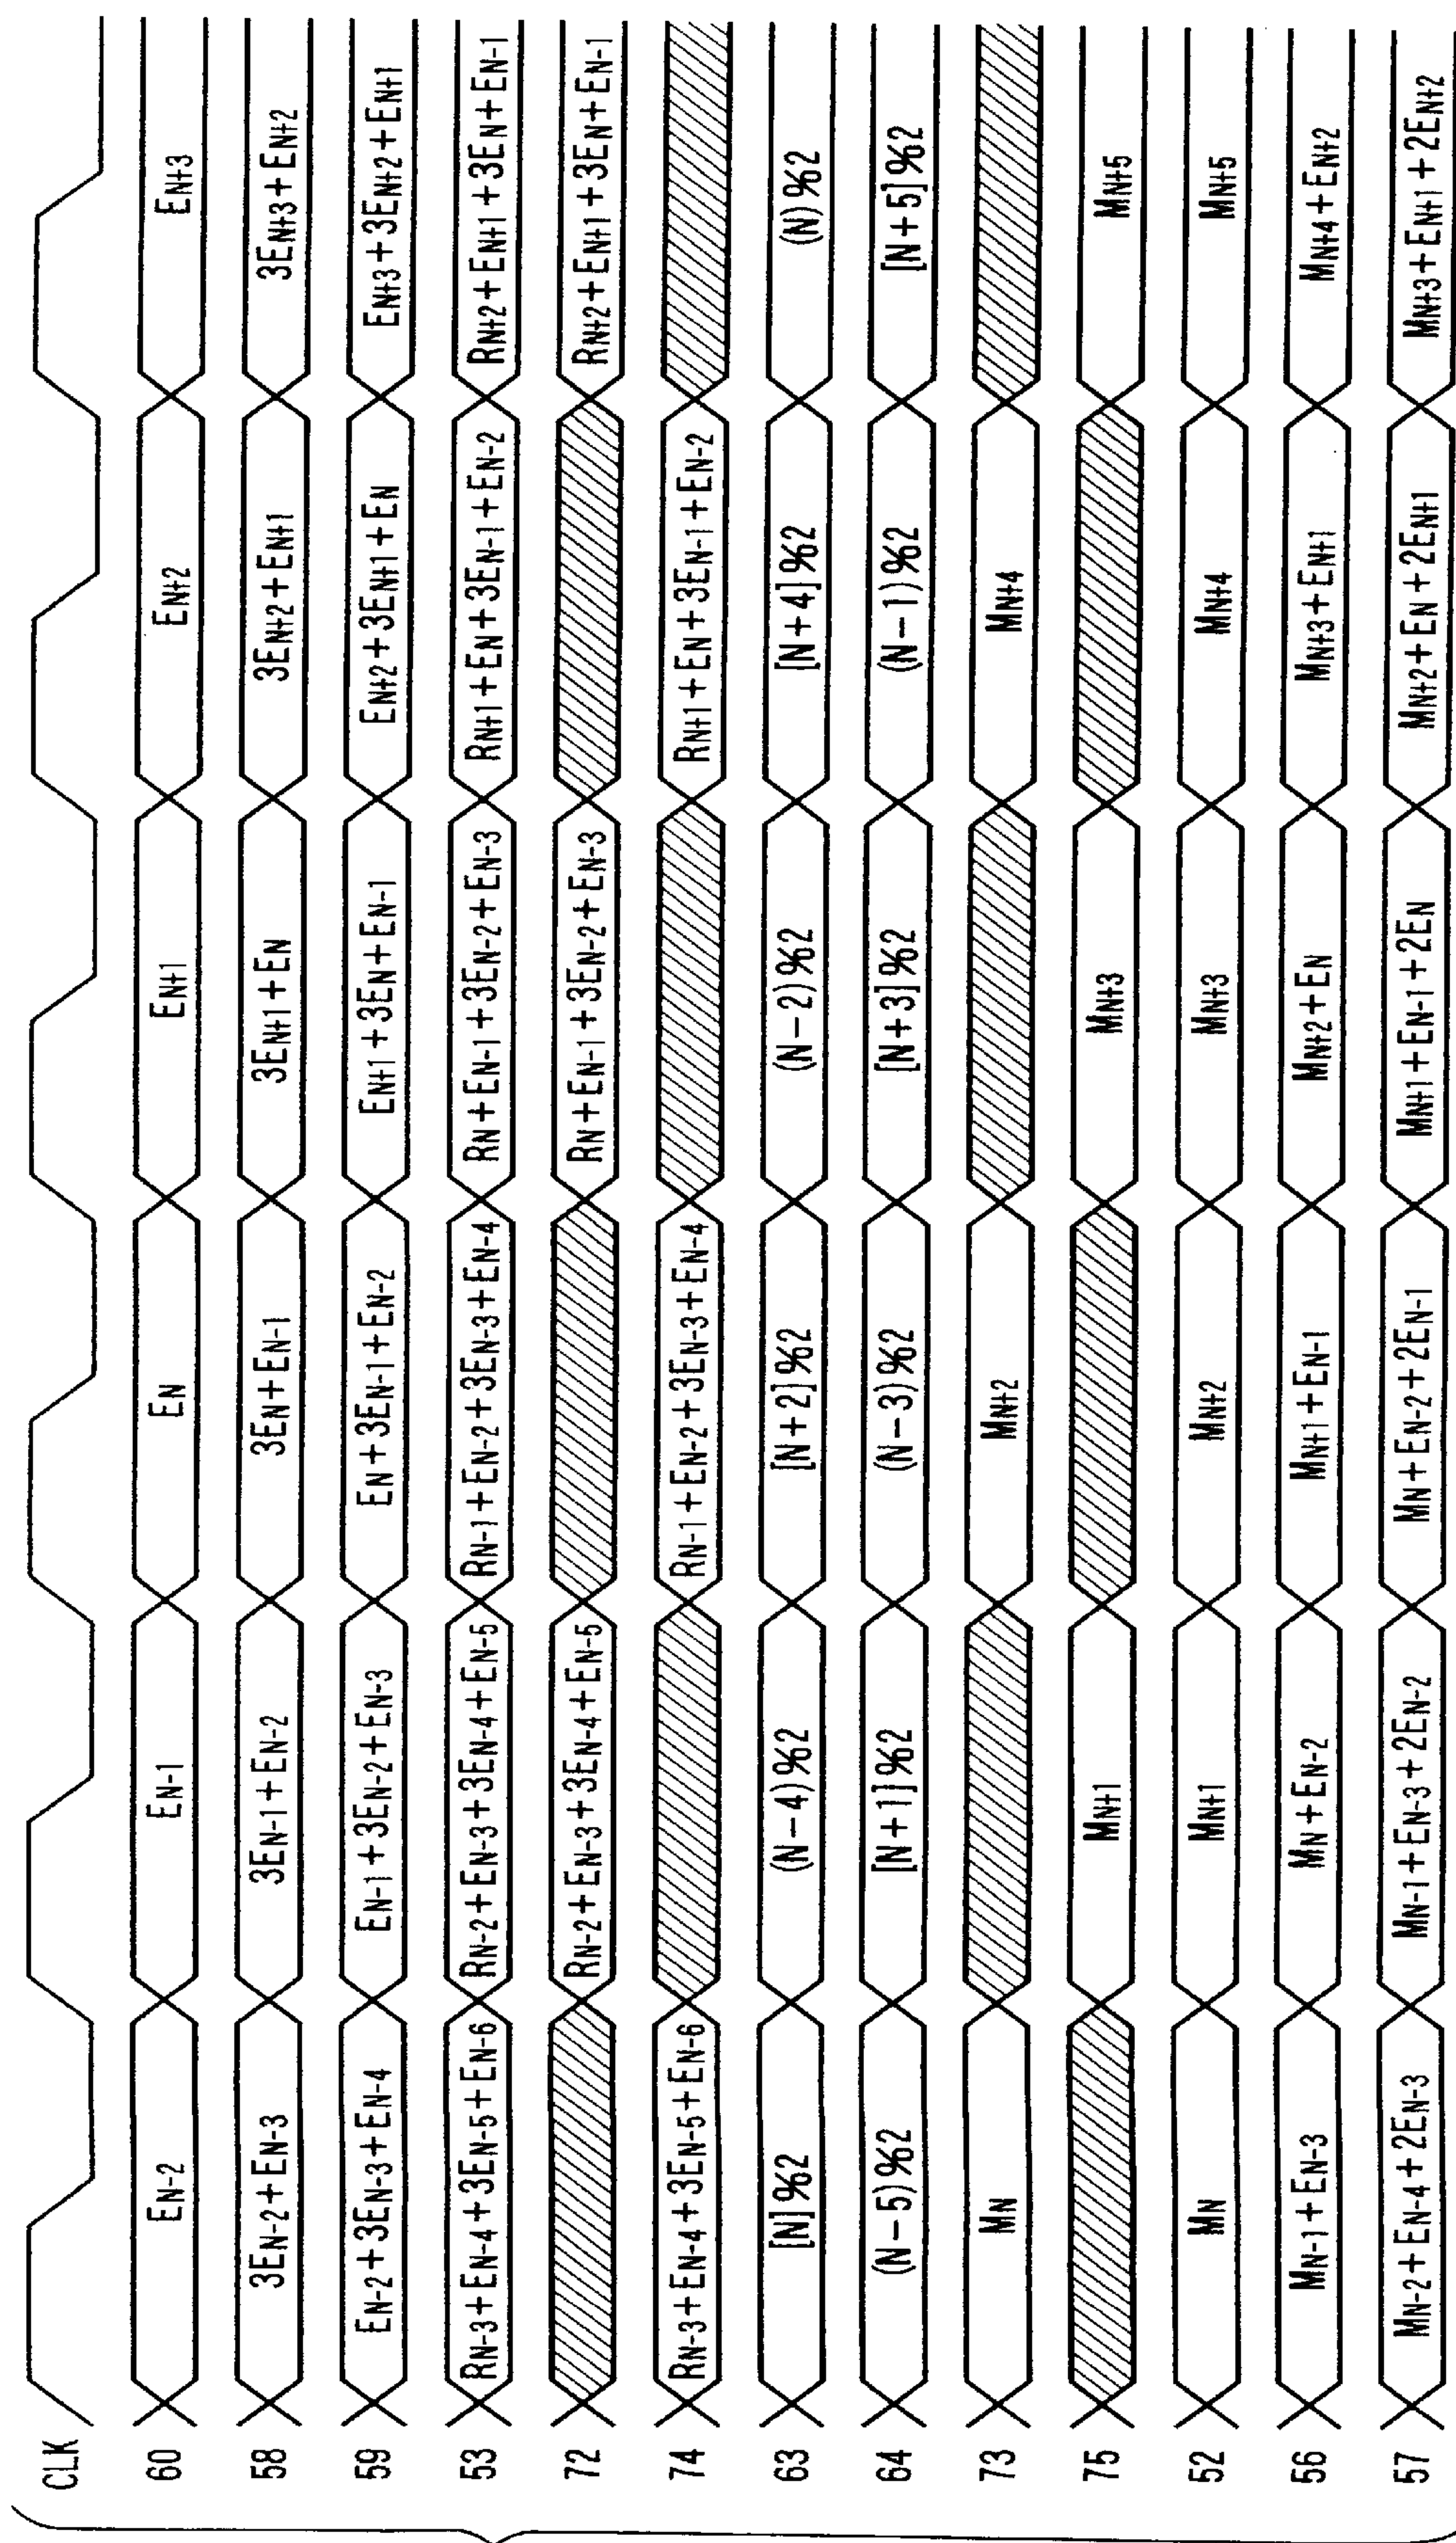 CLK
60 EN-2 EN-1 EN EN+1 EN+2 EN+3
58 3EN-2+EN-3 3EN-1+EN-2 3EN+EN-1 3EN+1+EN 3EN+2+EN+1 3EN+3+EN+2
59 EN-2+3EN-3+EN-4 EN-1+3EN-2+EN-3 EN+3EN-1+EN-2 EN+1+3EN+EN-1 EN+2+3EN+1+EN EN+3+3EN+2+EN+1
53 RN-3+EN-4+3EN-5+EN-6 RN-2+EN-3+3EN-4+EN-5 RN-1+EN-2+3EN-3+EN-4 RN+EN-1+3EN-2+EN-3 RN+1+EN+3EN-1+EN-2 RN+2+EN+1+3EN+EN-1
72 RN-2+EN-3+3EN-4+EN-5 RN+EN-1+3EN-2+EN-3 RN+2+EN+1+3EN+EN-1
74 RN-3+EN-4+3EN-5+EN-6 RN-1+EN-2+3EN-3+EN-4 RN+1+EN+3EN-1+EN-2
63 [N]%2 (N-4)%2 [N+2]%2 (N-2)%2 [N+4]%2 (N)%2
64 (N-5)%2 [N+1]%2 (N-3)%2 [N+3]%2 (N-1)%2 [N+5]%2
73 MN MN+2 MN+4
75 MN+1 MN+3 MN+5
52 MN MN+1 MN+2 MN+3 MN+4 MN+5
56 MN-1+EN-3 MN+EN-2 MN+1+EN-1 MN+2+EN MN+3+EN+1 MN+4+EN+2
57 MN-2+EN-4+2EN-3 MN-1+EN-3+2EN-2 MN+EN-2+2EN-1 MN+1+EN-1+2EN MN+2+EN+2EN+1 MN+3+EN+1+2EN+2